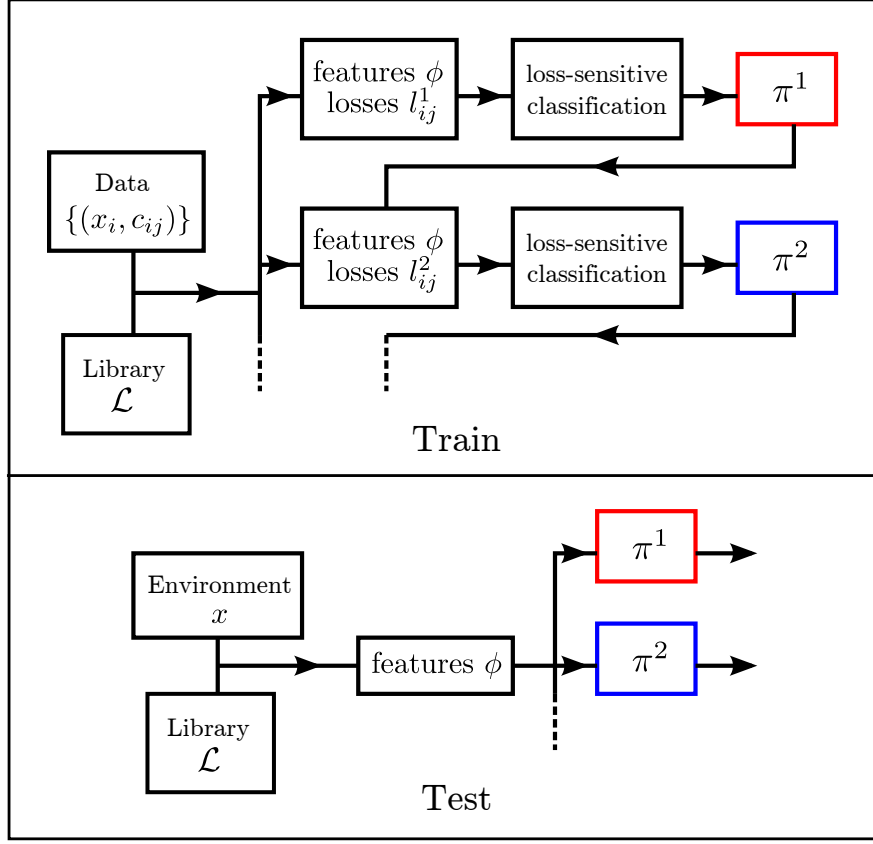 features ϕ
losses l¹ᵢⱼ
loss-sensitive
classification
π¹
Data
{(xᵢ, cᵢⱼ)}
features ϕ
losses l²ᵢⱼ
loss-sensitive
classification
π²
Library
ℒ
Train
π¹
Environment
x
features ϕ
π²
Library
ℒ
Test